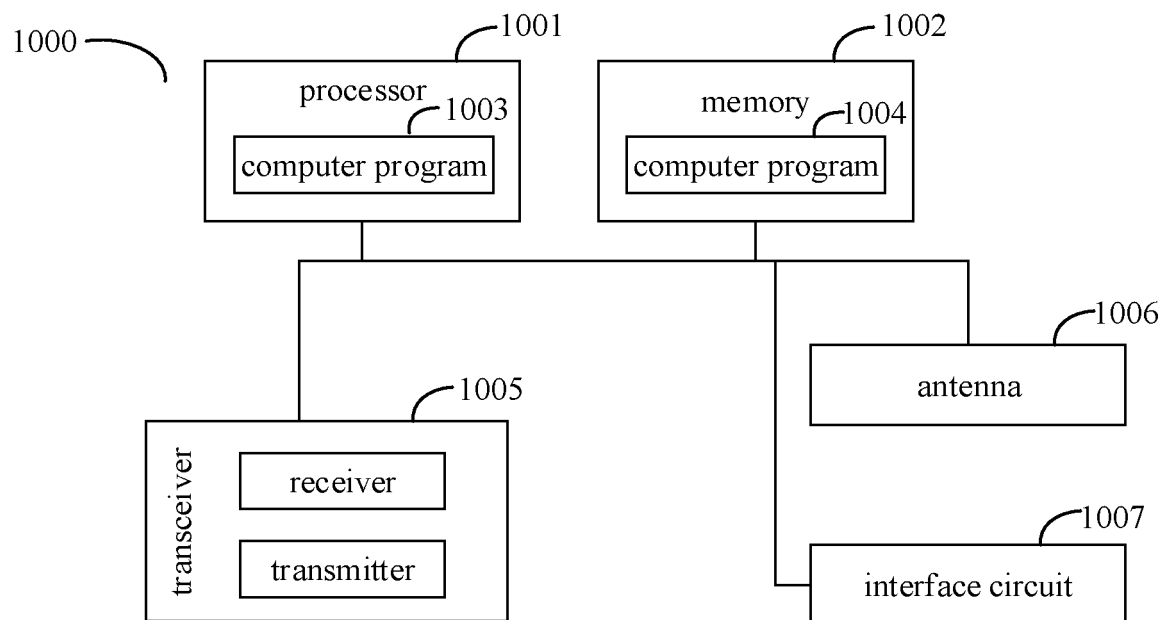 1000
1001
processor
1003
computer program
1002
memory
1004
computer program
1006
antenna
1005
transceiver
receiver
transmitter
1007
interface circuit